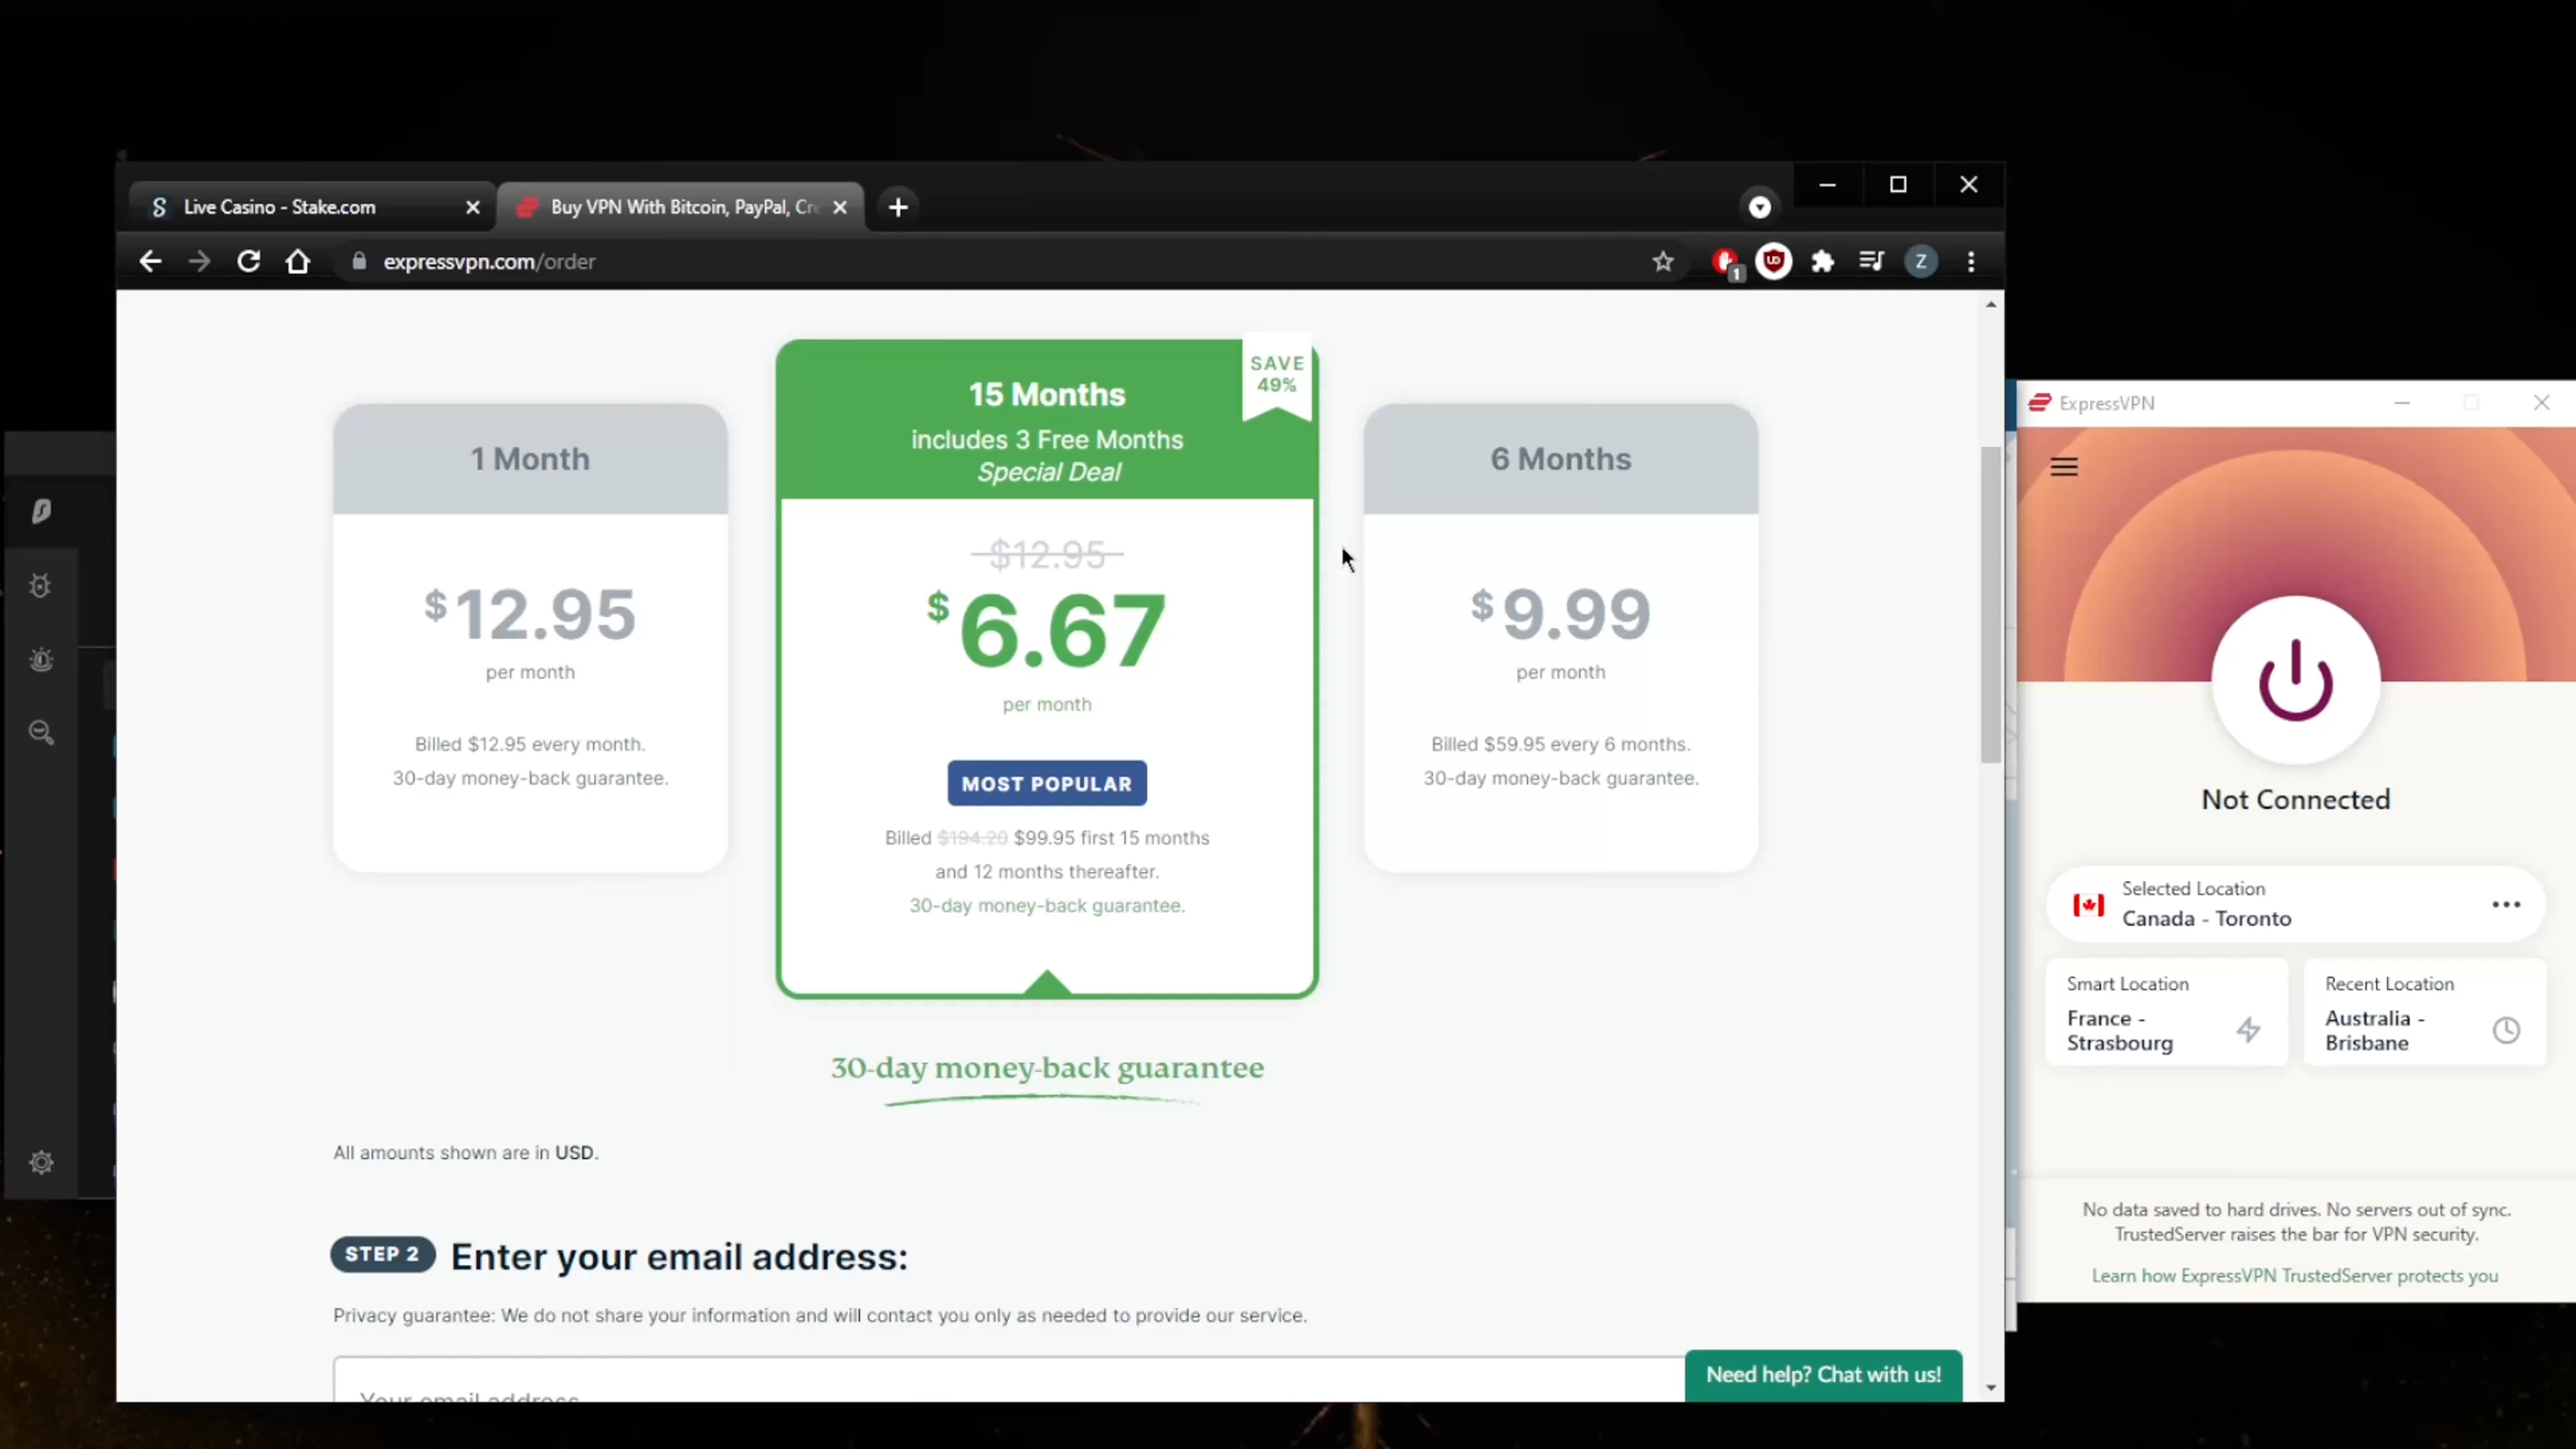 Live Casino - Stake.com
Buy VPN With Bitcoin, PayPal, Cr
expressvpn.com/order
1
Z
1 Month
$12.95
per month
Billed $12.95 every month.
30-day money-back guarantee.
15 Months
includes 3 Free Months
Special Deal
SAVE
49%
$12.95
$6.67
per month
MOST POPULAR
Billed $194.20 $99.95 first 15 months
and 12 months thereafter.
30-day money-back guarantee.
6 Months
$9.99
per month
Billed $59.95 every 6 months.
30-day money-back guarantee.
30-day money-back guarantee
All amounts shown are in USD.
STEP 2 Enter your email address:
Privacy guarantee: We do not share your information and will contact you only as needed to provide our service.
Your email address
Need help? Chat with us!
ExpressVPN
Not Connected
Selected Location
Canada - Toronto
Smart Location
France -
Strasbourg
Recent Location
Australia -
Brisbane
No data saved to hard drives. No servers out of sync.
TrustedServer raises the bar for VPN security.
Learn how ExpressVPN TrustedServer protects you